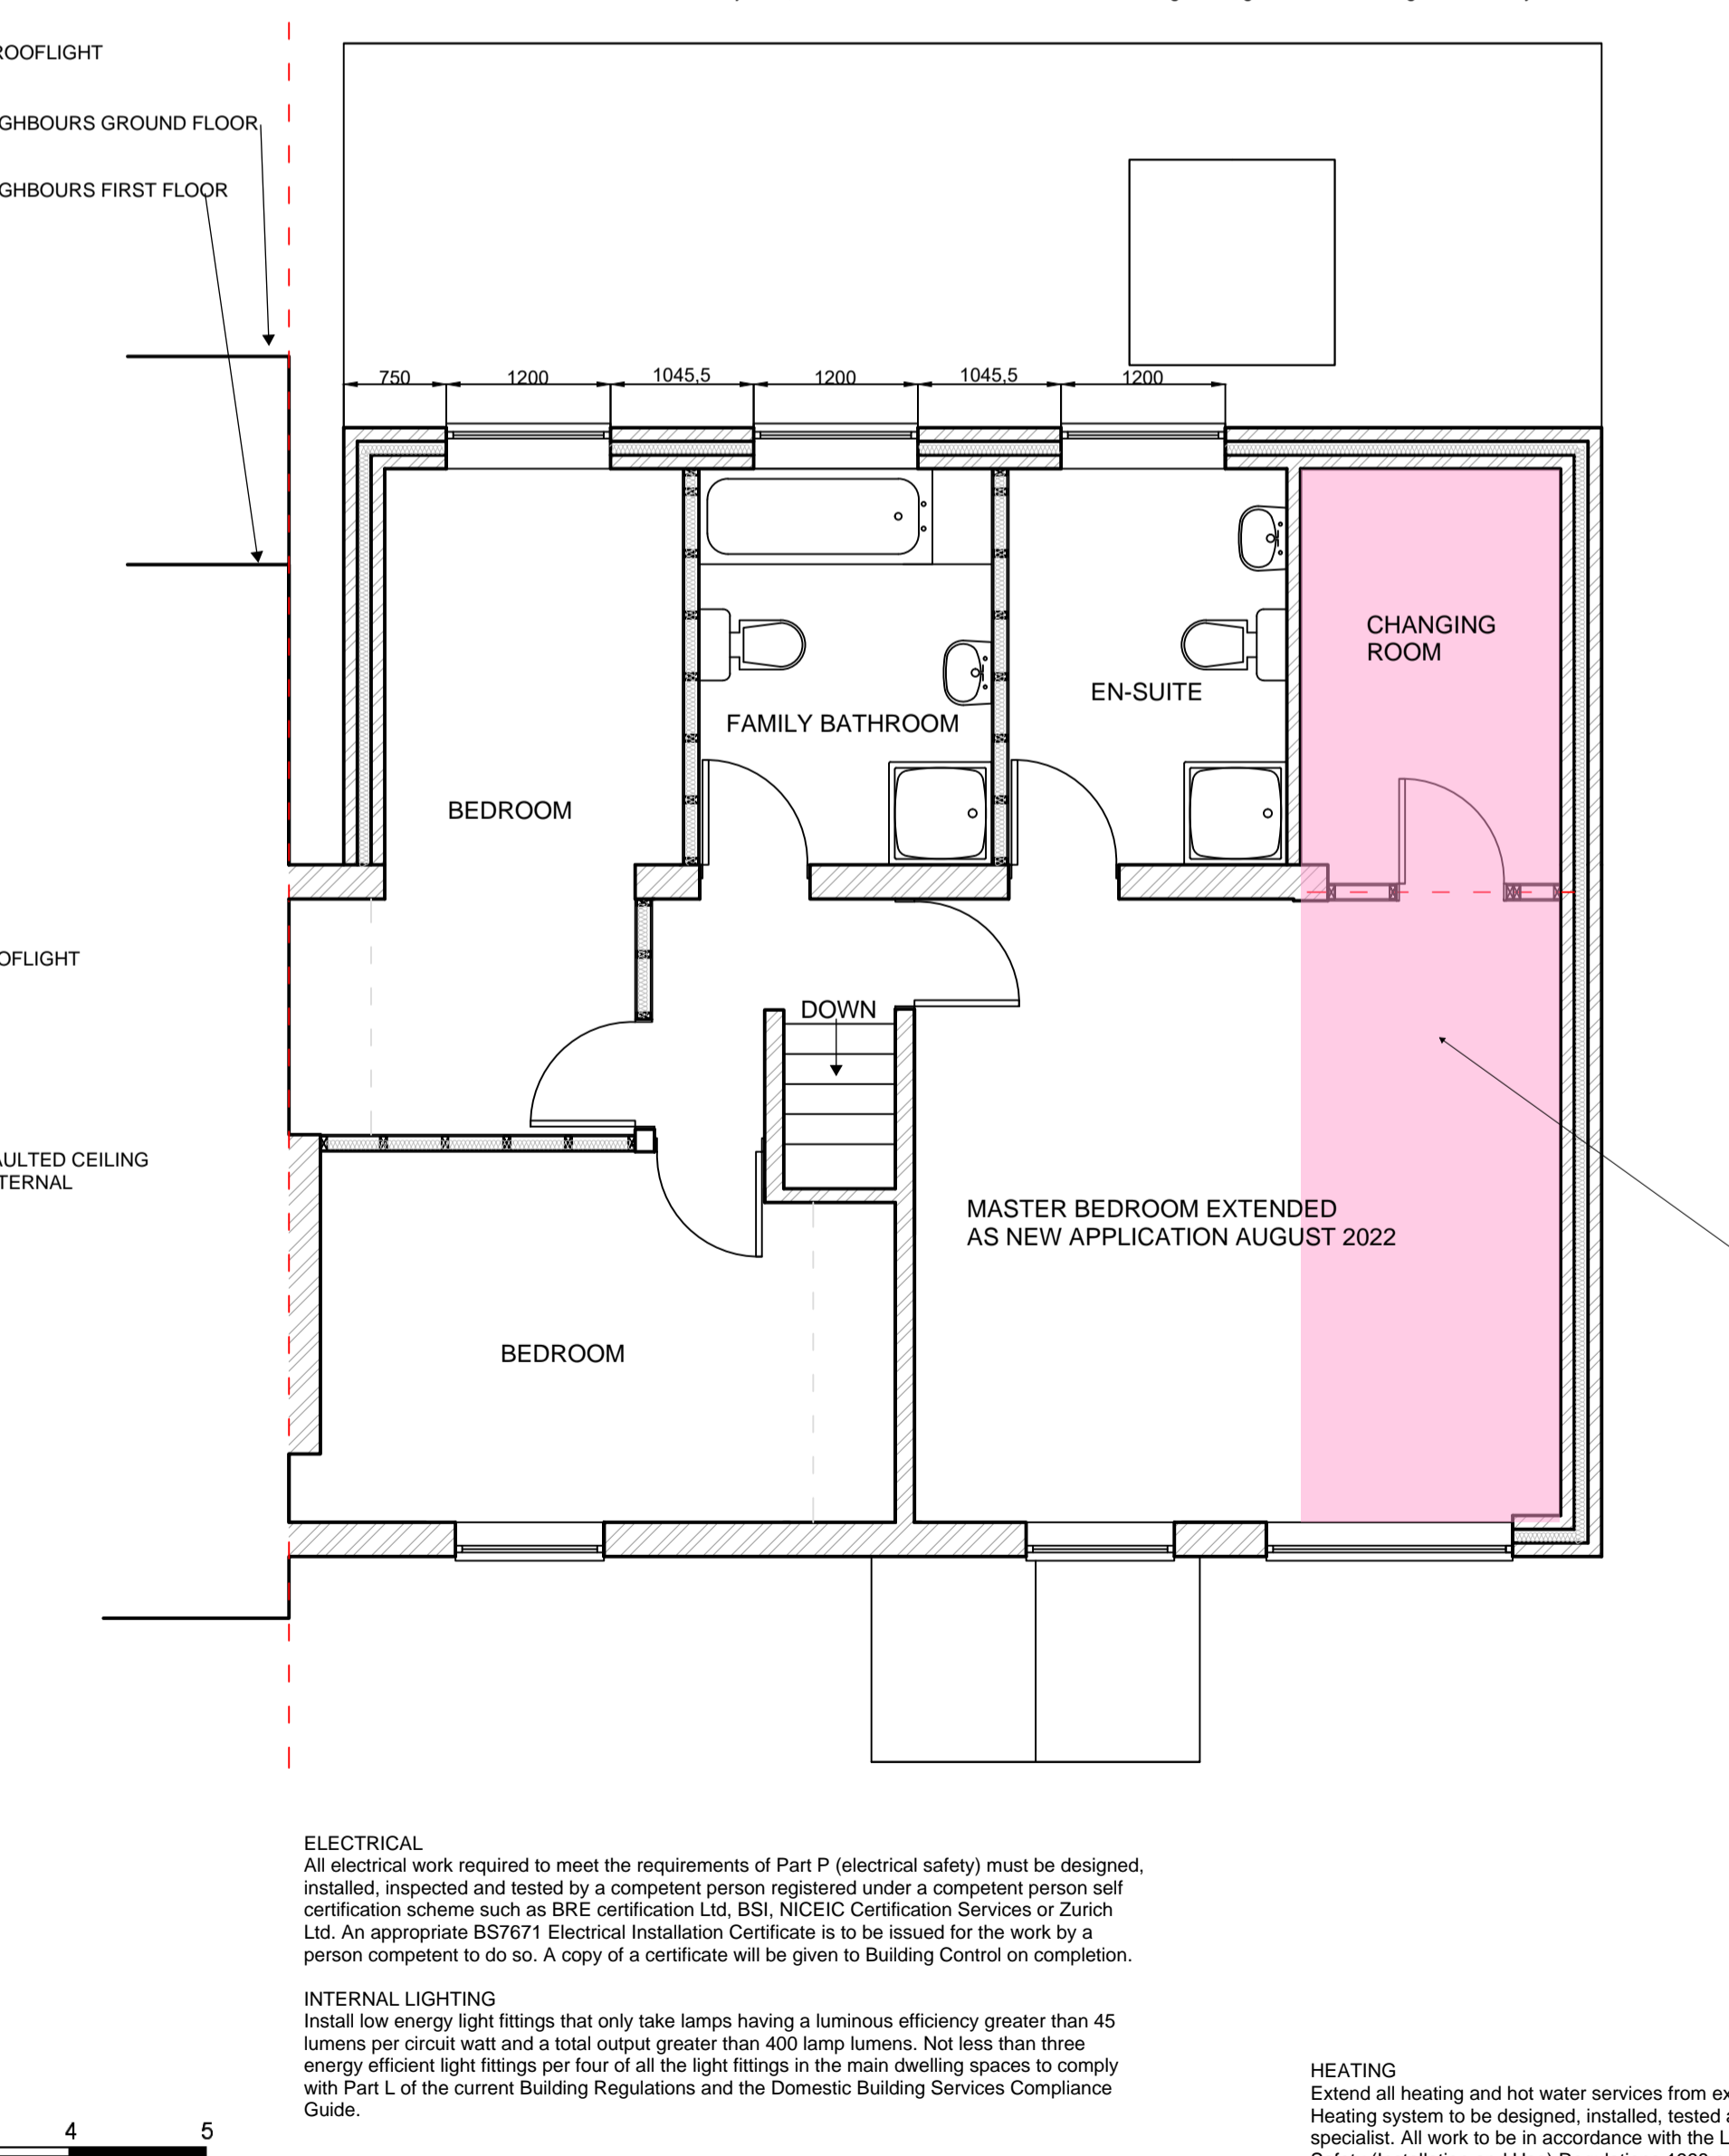 ROOFLIGHT
GHBOURS GROUND FLOOR
GHBOURS FIRST FLOOR
750
1200
1045,5
1200
1045,5
1200
CHANGING
ROOM
EN-SUITE
FAMILY BATHROOM
BEDROOM
OFLIGHT
DOWN
AULTED CEILING
TERNAL
MASTER BEDROOM EXTENDED
AS NEW APPLICATION AUGUST 2022
BEDROOM
ELECTRICAL
All electrical work required to meet the requirements of Part P (electrical safety) must be designed,
installed, inspected and tested by a competent person registered under a competent person self
certification scheme such as BRE certification Ltd, BSI, NICEIC Certification Services or Zurich
Ltd. An appropriate BS7671 Electrical Installation Certificate is to be issued for the work by a
person competent to do so. A copy of a certificate will be given to Building Control on completion.
INTERNAL LIGHTING
Install low energy light fittings that only take lamps having a luminous efficiency greater than 45
lumens per circuit watt and a total output greater than 400 lamp lumens. Not less than three
energy efficient light fittings per four of all the light fittings in the main dwelling spaces to comply
with Part L of the current Building Regulations and the Domestic Building Services Compliance
Guide.
HEATING
Extend all heating and hot water services from ex
Heating system to be designed, installed, tested a
specialist. All work to be in accordance with the L
4
5